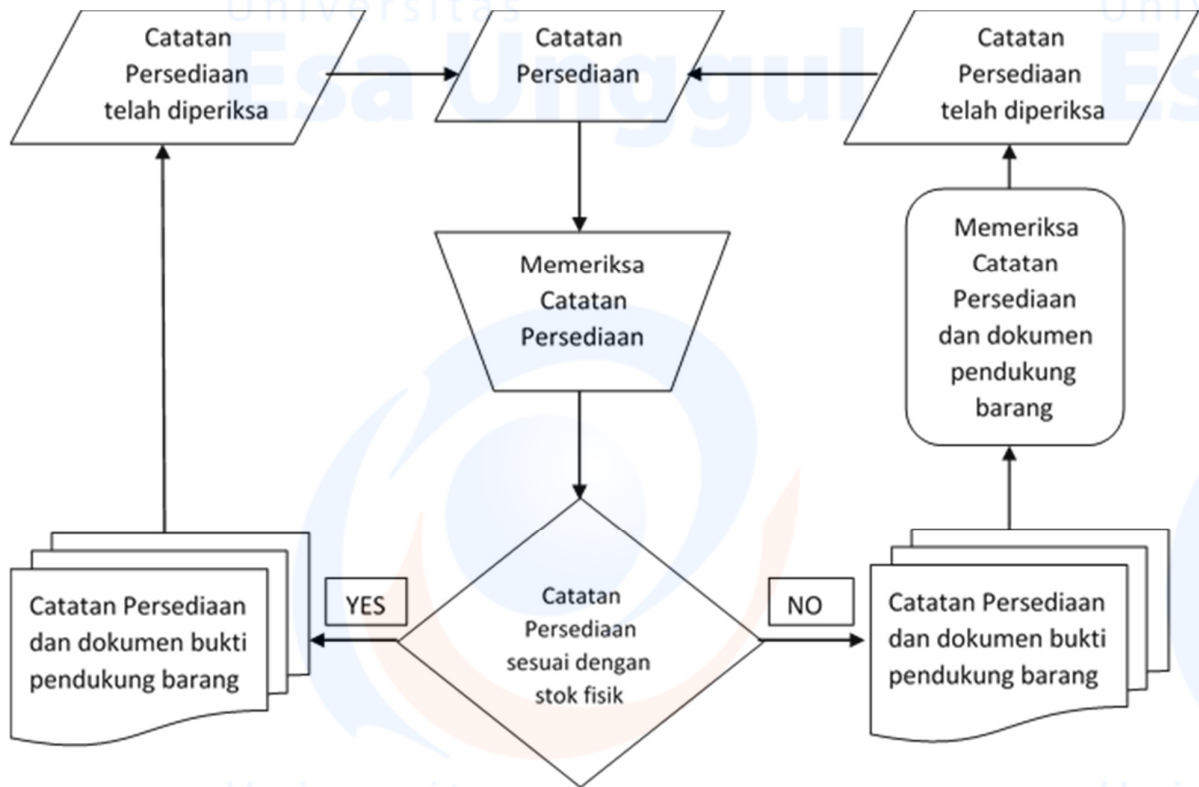 Universitas
Esa Unggul
Catatan
Persediaan
telah diperiksa
Catatan
Persediaan
Catatan
Persediaan
telah diperiksa
Memeriksa
Catatan
Persediaan
Memeriksa
Catatan
Persediaan
dan dokumen
pendukung
barang
Catatan Persediaan
dan dokumen bukti
pendukung barang
YES
Catatan
Persediaan
sesuai dengan
stok fisik
NO
Catatan Persediaan
dan dokumen bukti
pendukung barang